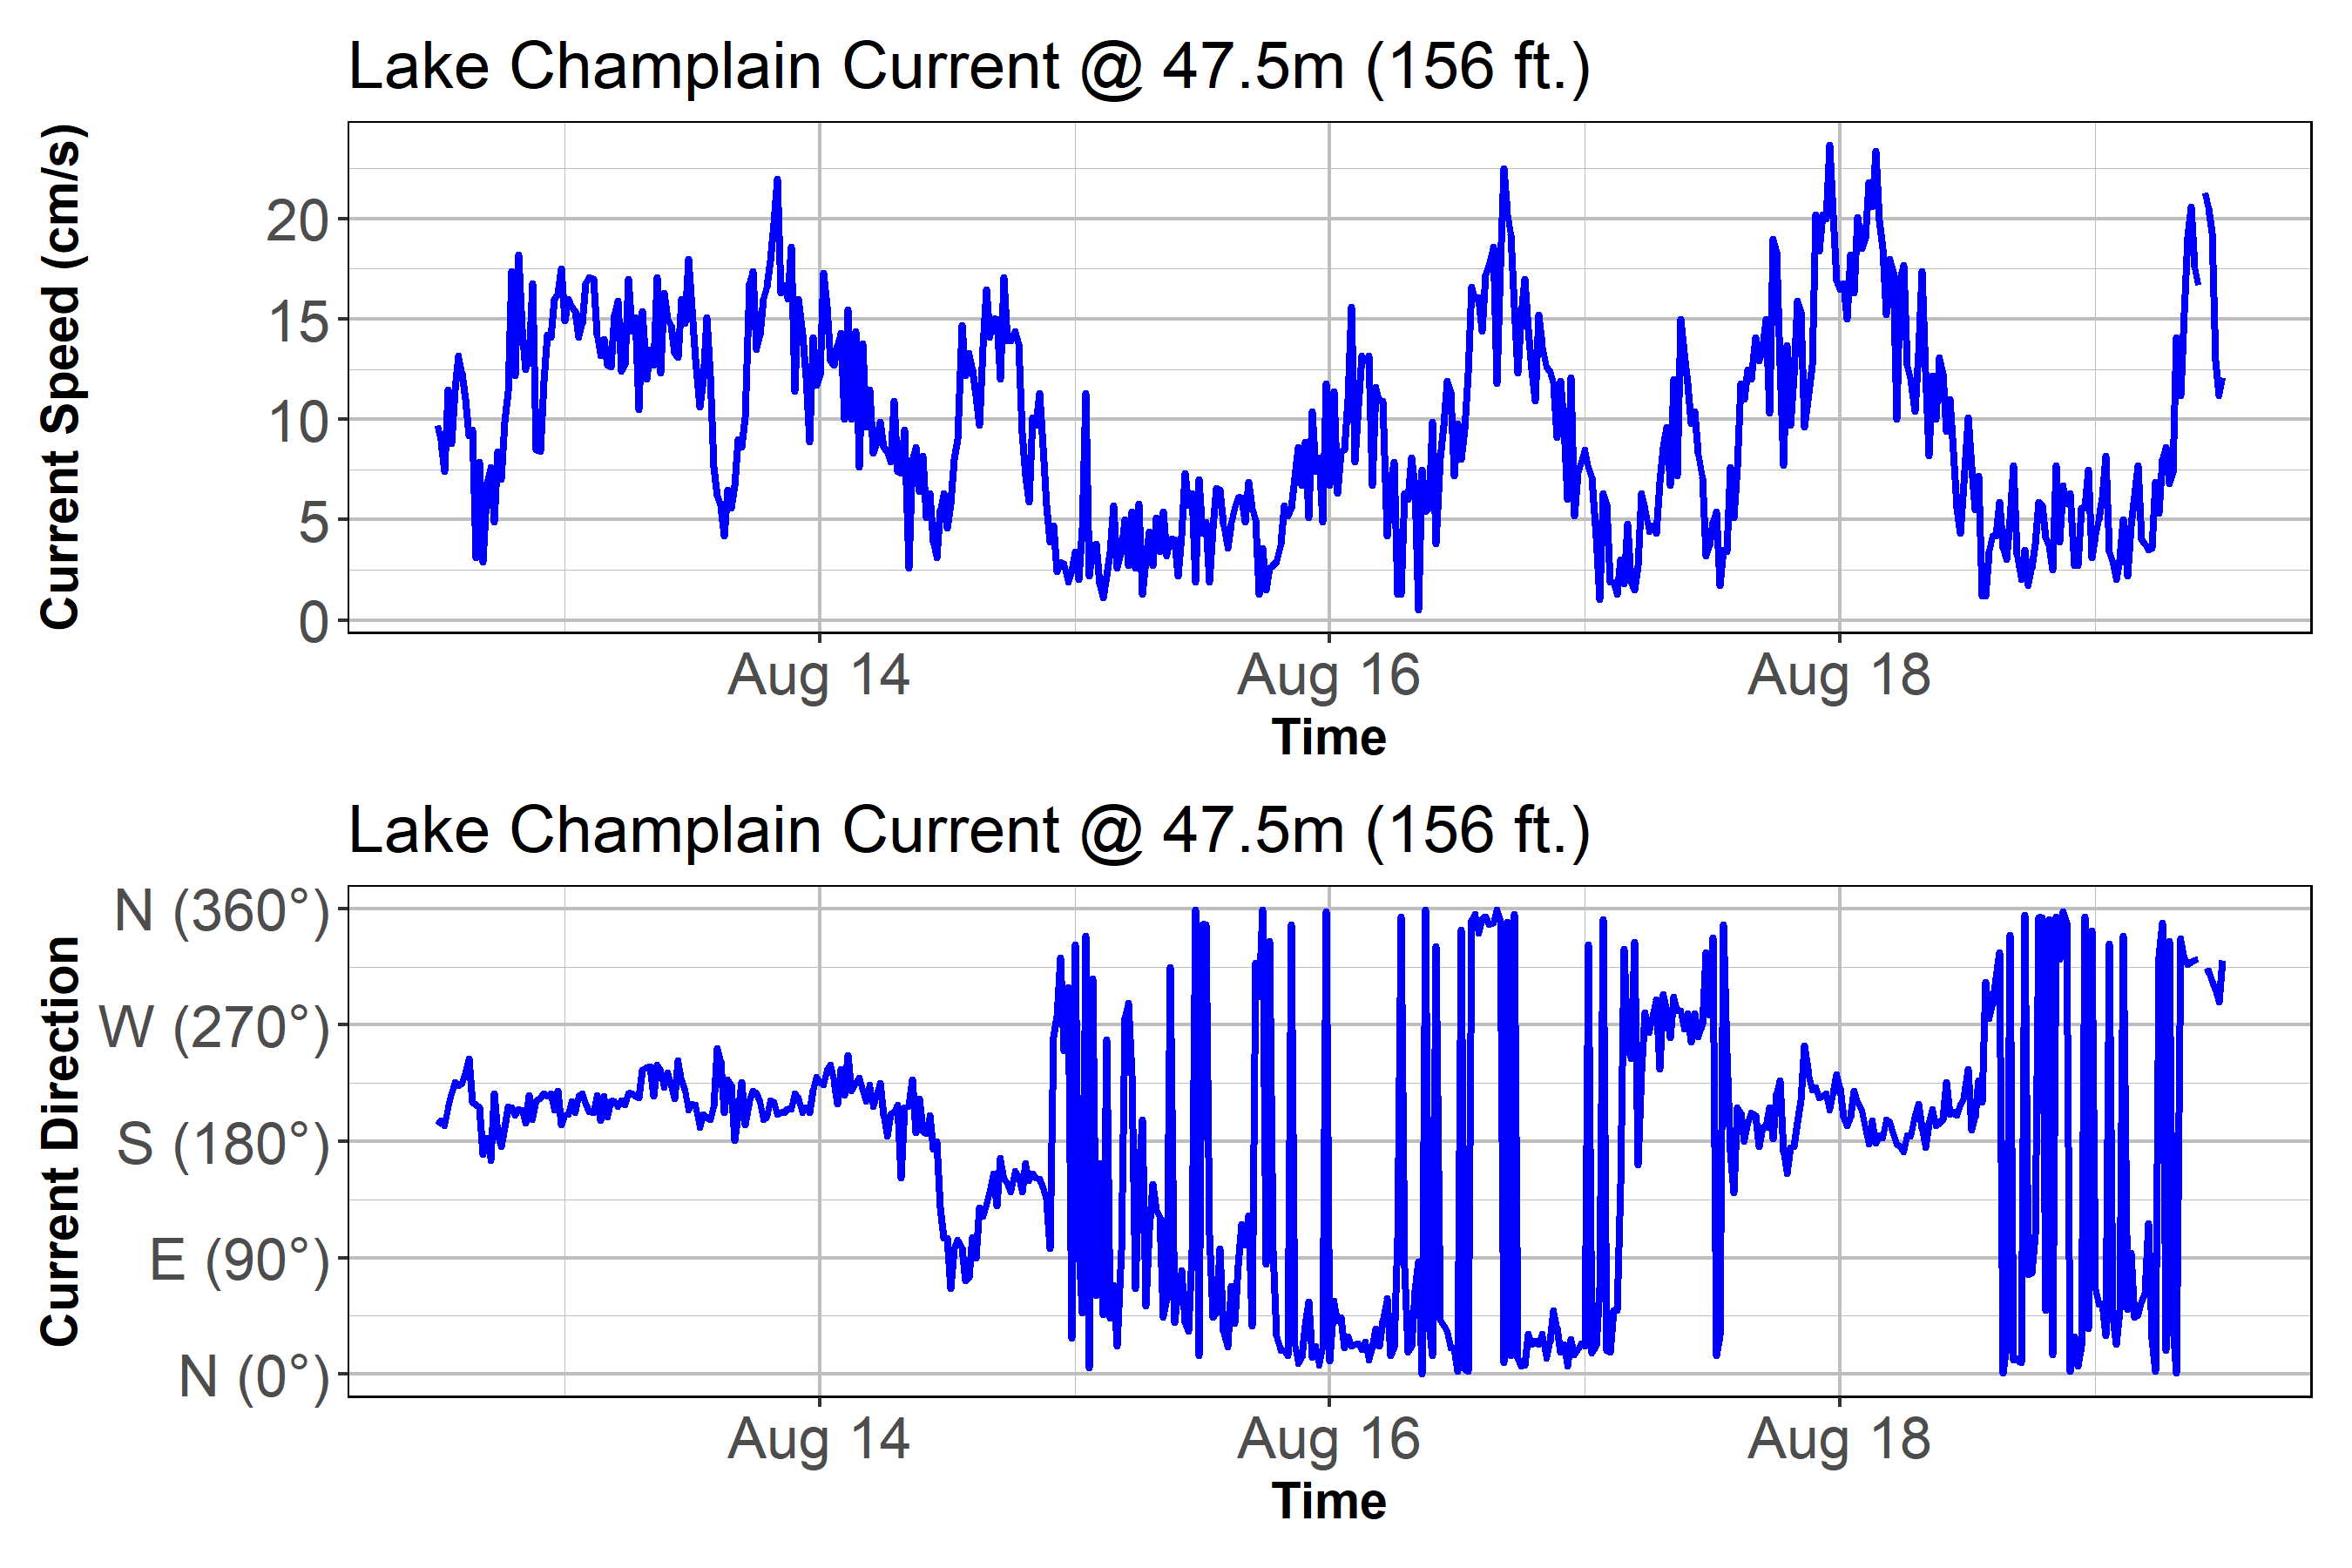 Lake Champlain Current @ 47.5m (156 ft.)
Current Speed (cm/s)
20
15
10
5
0
Aug 14
Aug 16
Aug 18
Time
Lake Champlain Current @ 47.5m (156 ft.)
Current Direction
N (360°)
W (270°)
S (180°)
E (90°)
N (0°)
Aug 14
Aug 16
Aug 18
Time